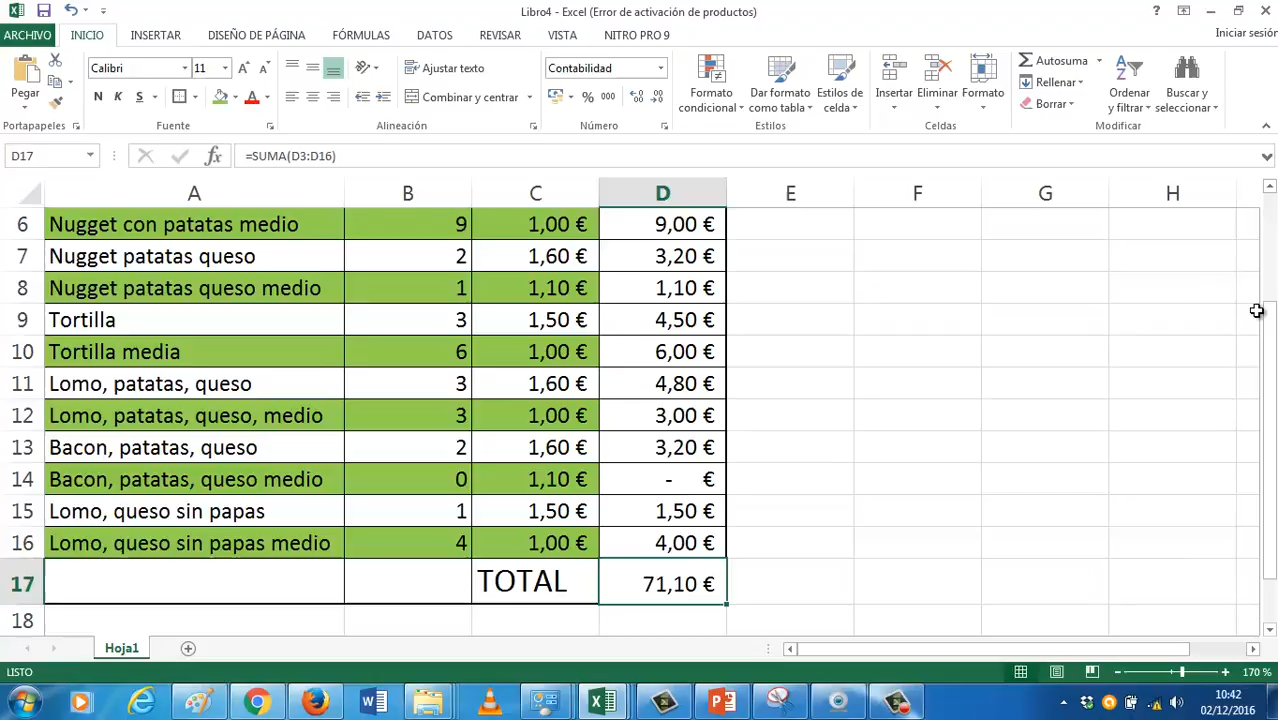 Libro4 - Excel (Error de activación de productos)
ARCHIVO INICIO INSERTAR DISEÑO DE PÁGINA FÓRMULAS DATOS REVISAR VISTA NITRO PRO 9 Iniciar sesión
Pegar
Portapapeles
Calibri 11
N K S
Fuente
Ajustar texto
Combinar y centrar
Alineación
Contabilidad
% 000
Número
Formato condicional
Dar formato como tabla
Estilos de celda
Estilos
Insertar Eliminar Formato
Celdas
Autosuma
Rellenar
Borrar
Ordenar y filtrar
Buscar y seleccionar
Modificar
D17 fx =SUMA(D3:D16)
A B C D E F G H
6 Nugget con patatas medio 9 1,00 € 9,00 €
7 Nugget patatas queso 2 1,60 € 3,20 €
8 Nugget patatas queso medio 1 1,10 € 1,10 €
9 Tortilla 3 1,50 € 4,50 €
10 Tortilla media 6 1,00 € 6,00 €
11 Lomo, patatas, queso 3 1,60 € 4,80 €
12 Lomo, patatas, queso, medio 3 1,00 € 3,00 €
13 Bacon, patatas, queso 2 1,60 € 3,20 €
14 Bacon, patatas, queso medio 0 1,10 € - €
15 Lomo, queso sin papas 1 1,50 € 1,50 €
16 Lomo, queso sin papas medio 4 1,00 € 4,00 €
17 TOTAL 71,10 €
18
Hoja1
LISTO 170 %
10:42
02/12/2016